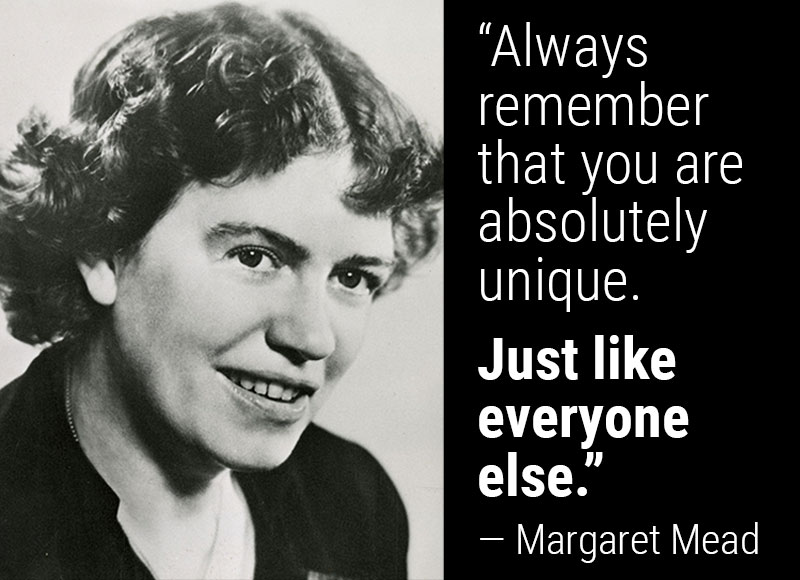 “Always
remember
that you are
absolutely
unique.
Just like
everyone
else.”
— Margaret Mead